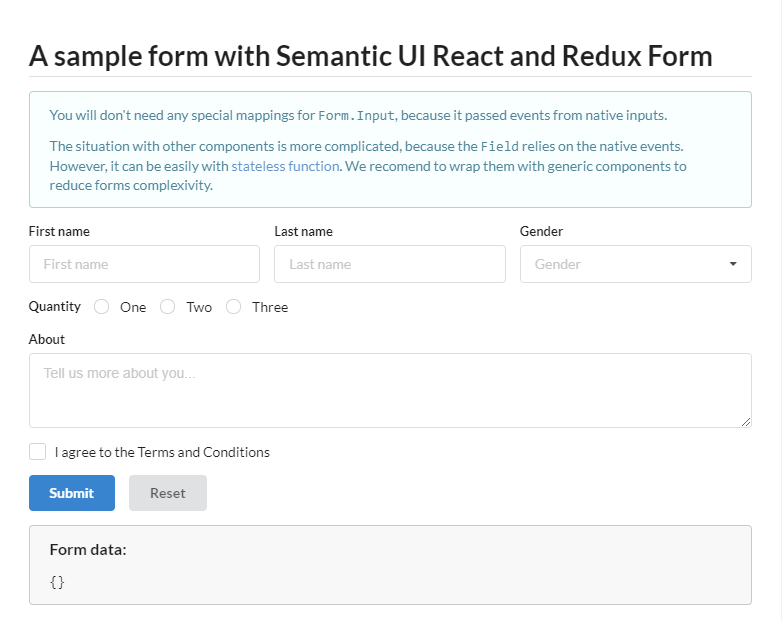 A sample form with Semantic UI React and Redux Form
You will don't need any special mappings for Form.Input, because it passed events from native inputs.
The situation with other components is more complicated, because the Field relies on the native events.
However, it can be easily with stateless function. We recomend to wrap them with generic components to
reduce forms complexivity.
First name Last name Gender
First name Last name Gender
Quantity One Two Three
About
Tell us more about you...
I agree to the Terms and Conditions
Submit Reset
Form data:
{}